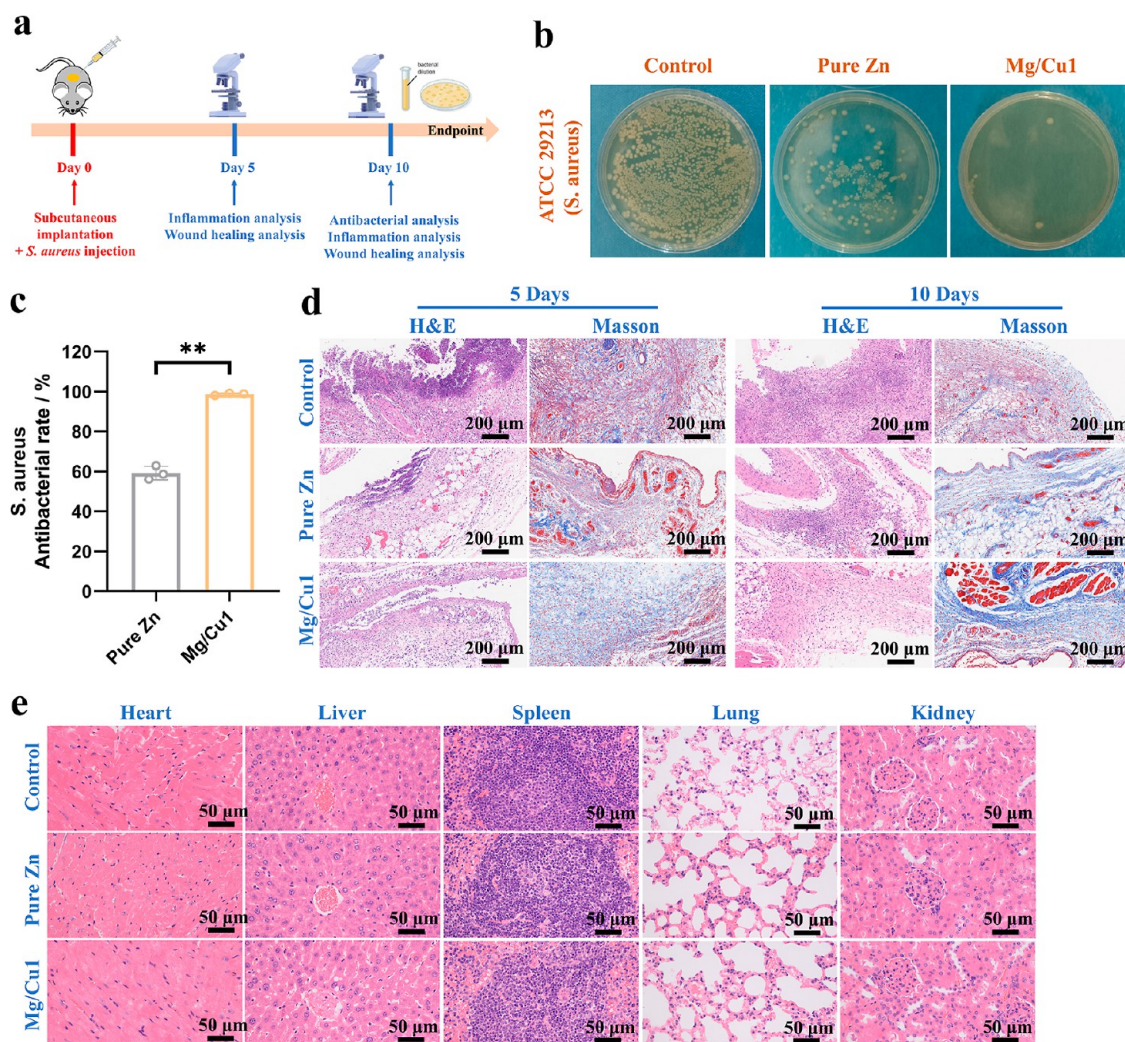 a
bacterial
dilution
Endpoint
Day 0
Day 5
Day 10
Subcutaneous
implantation
+ S. aureus injection
Inflammation analysis
Wound healing analysis
Antibacterial analysis
Inflammation analysis
Wound healing analysis
b
Control
Pure Zn
Mg/Cu1
ATCC 29213
(S. aureus)
c
S. aureus
Antibacterial rate / %
120
100
80
60
40
20
0
**
Pure Zn
Mg/Cu1
d
5 Days
10 Days
H&E
Masson
H&E
Masson
Control
200 µm
200 µm
200 µm
200 µm
Pure Zn
200 µm
200 µm
200 µm
200 µm
Mg/Cu1
200 µm
200 µm
200 µm
200 µm
e
Heart
Liver
Spleen
Lung
Kidney
Control
50 µm
50 µm
50 µm
50 µm
50 µm
Pure Zn
50 µm
50 µm
50 µm
50 µm
50 µm
Mg/Cu1
50 µm
50 µm
50 µm
50 µm
50 µm